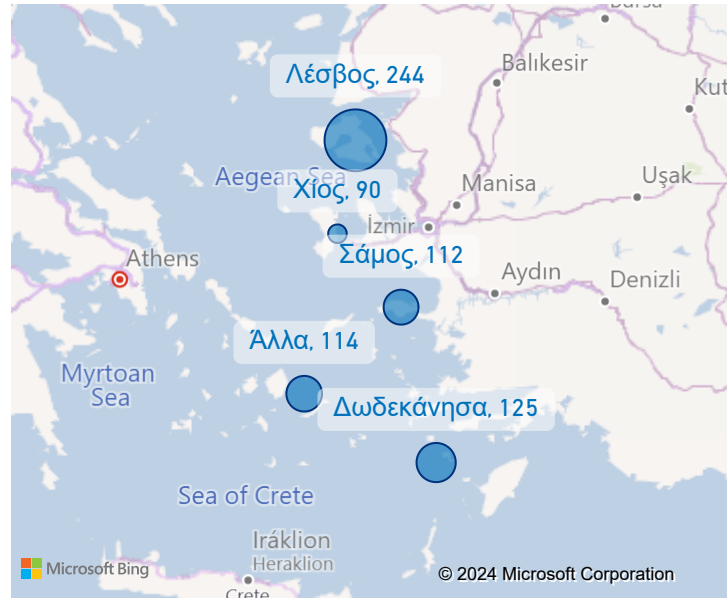 Bursa
Balıkesir
Λέσβος, 244
Kut
Aegean Sea
Χίος, 90
Manisa
Uşak
İzmir
Σάμος, 112
Athens
Aydın
Denizli
Άλλα, 114
Myrtoan
Sea
Δωδεκάνησα, 125
Sea of Crete
Iráklion
Heraklion
Microsoft Bing
© 2024 Microsoft Corporation
Crete